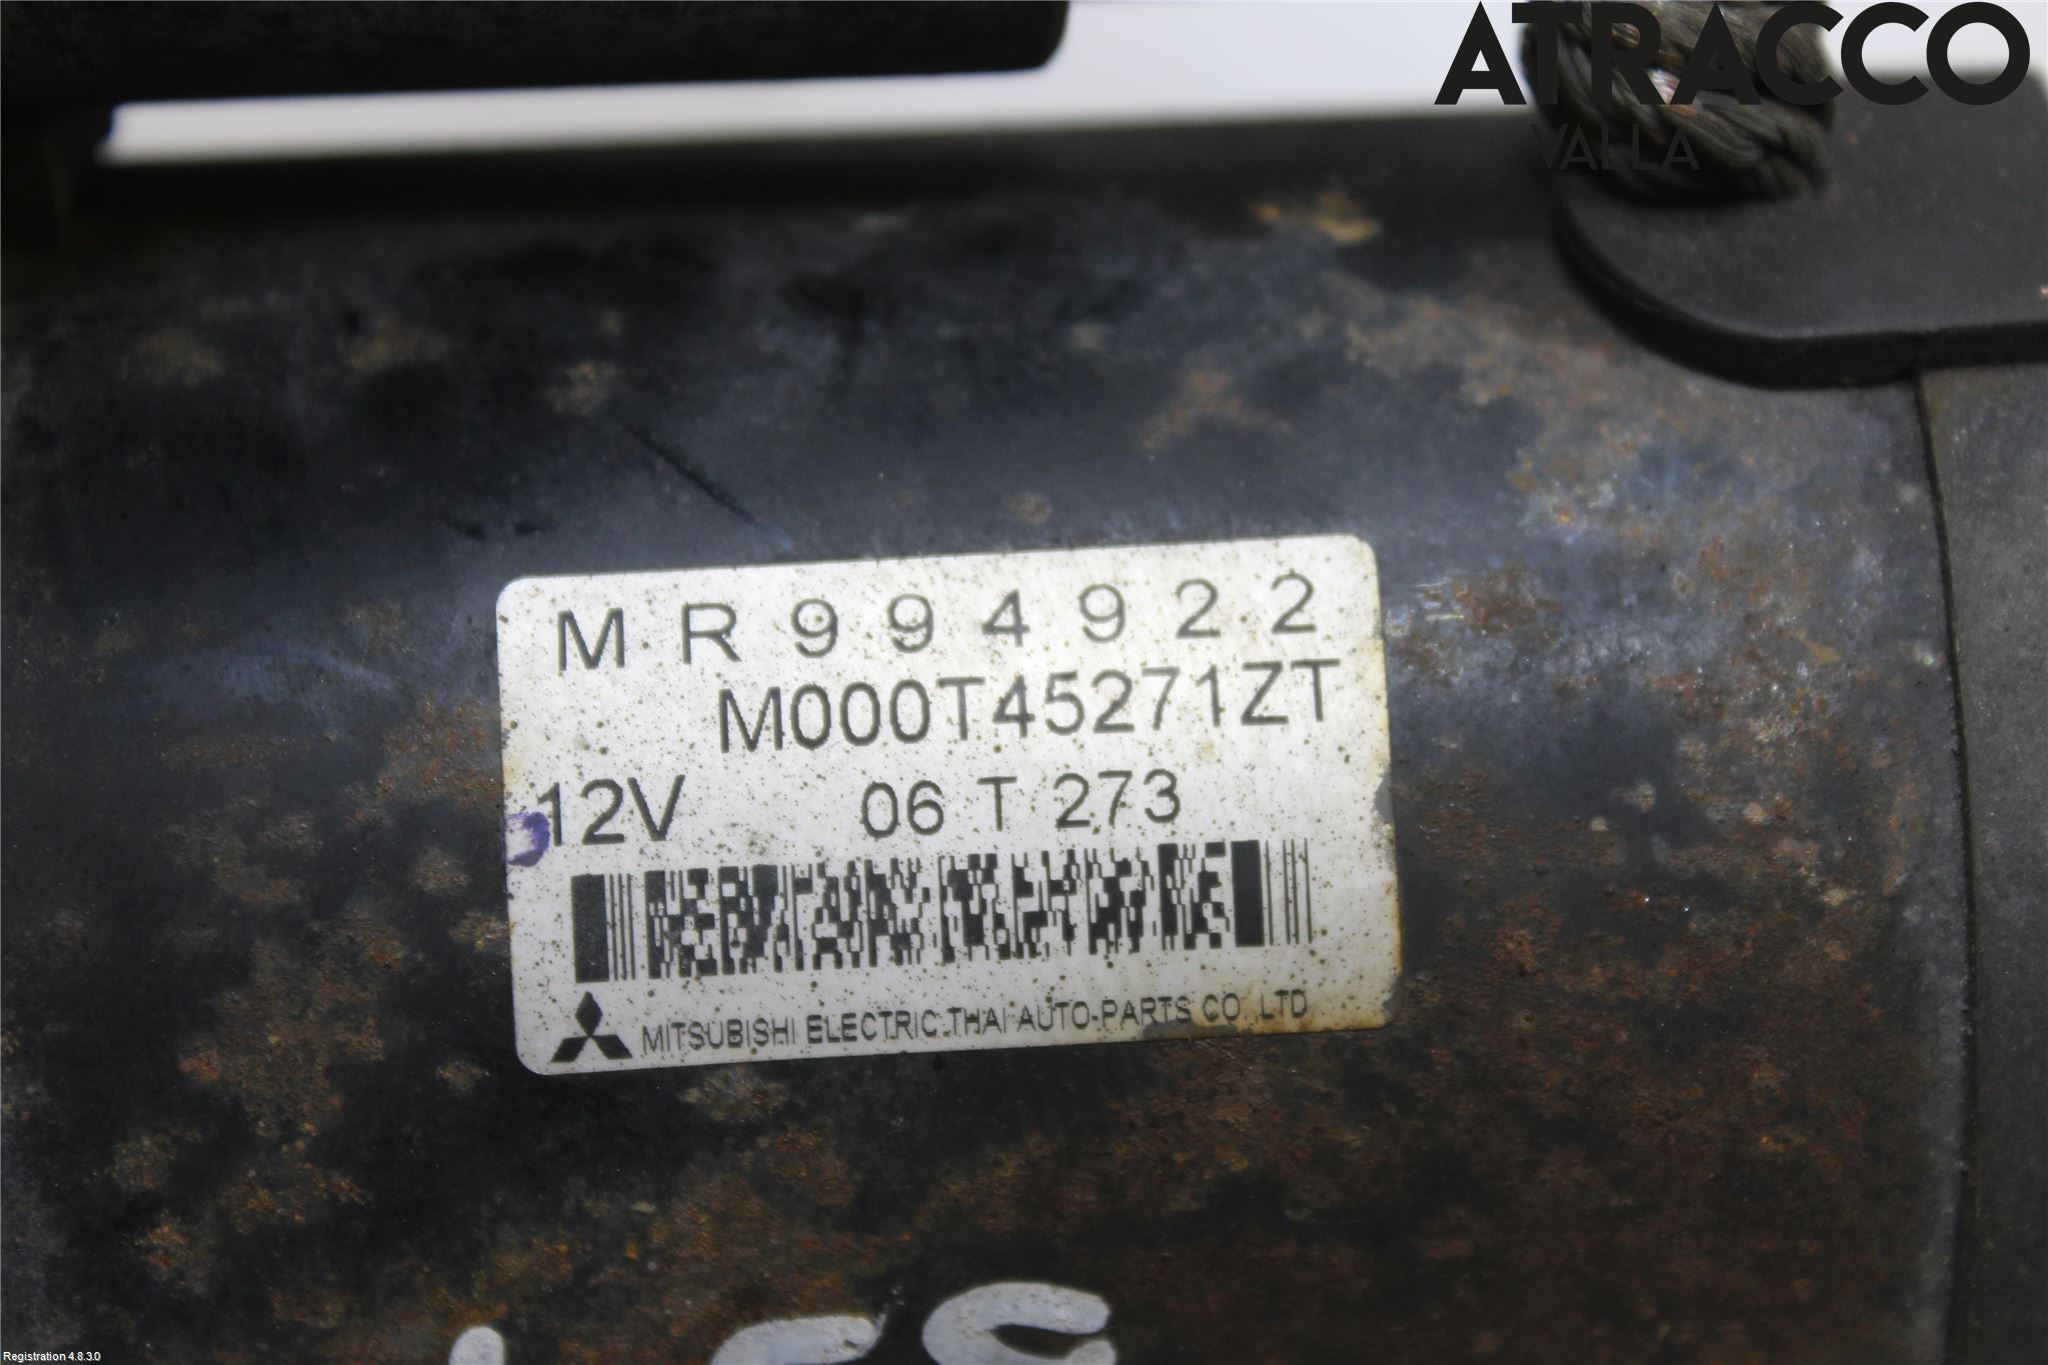 ATRACCO
VALLA
MR994922
M000T45271ZT
12V 06 T 273
MITSUBISHI ELECTRIC THAI AUTO-PARTS CO.,LTD
Registration 4.8.3.0